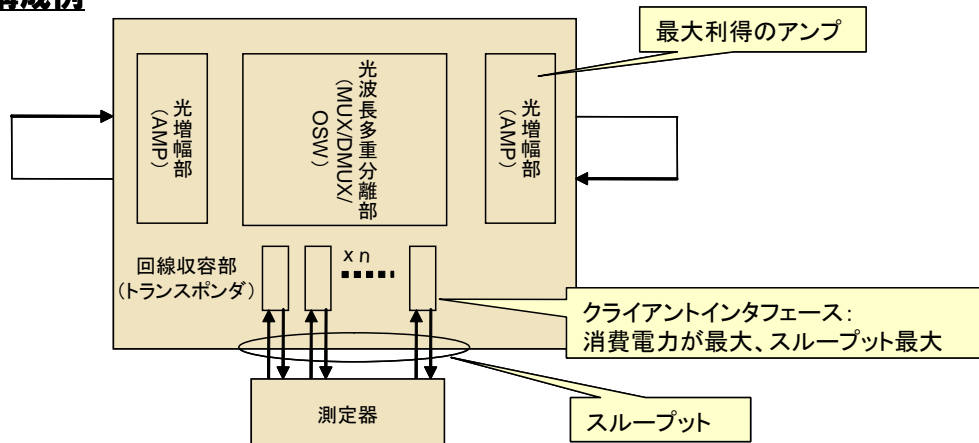 最大利得のアンプ
光増幅部
(AMP)
光波長多重分離部
(MUX/DMUX/
OSW)
光増幅部
(AMP)
回線収容部
(トランスポンダ)
x n
クライアントインタフェース:
消費電力が最大、スループット最大
測定器
スループット